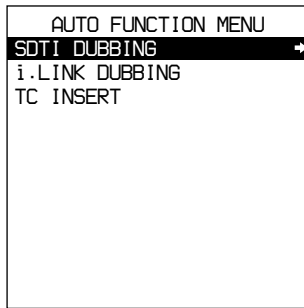 AUTO FUNCTION MENU
SDTI DUBBING →
i.LINK DUBBING
TC INSERT